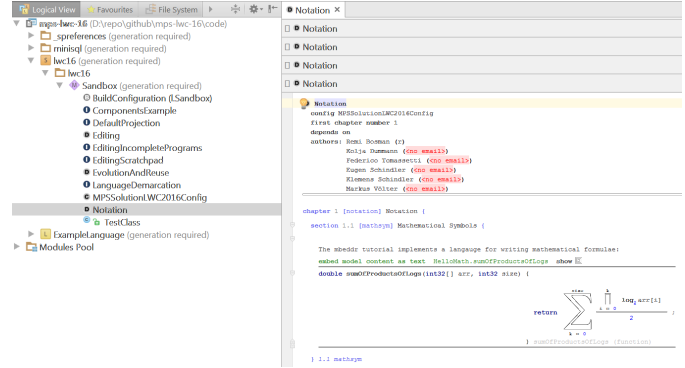 Logical View Favourites File System
Notation
mps-lwc-16 (D:\repo\github\mps-lwc-16\code)
_spreferences (generation required)
minisql (generation required)
lwc16 (generation required)
lwc16
Sandbox (generation required)
BuildConfiguration (l.Sandbox)
ComponentsExample
DefaultProjection
Editing
EditingIncompletePrograms
EditingScratchpad
EvolutionAndReuse
LanguageDemarcation
MPSSolutionLWC2016Config
Notation
TestClass
ExampleLanguage (generation required)
Modules Pool
Notation
Notation
Notation
Notation
Notation
config MPSSolutionLWC2016Config
first chapter number 1
depends on
authors: Remi Bosman (r)
Kolja Dummann (<no email>)
Federico Tomassetti (<no email>)
Eugen Schindler (<no email>)
Klemens Schindler (<no email>)
Markus Völter (<no email>)
chapter 1 [notation] Notation {
section 1.1 [mathsym] Mathematical Symbols {
The mbeddr tutorial implements a langauge for writing mathematical formulae:
embed model content as text HelloMath.sumOfProductsOfLogs show
double sumOfProductsOfLogs(int32[] arr, int32 size) {
size k
log2 arr[i]
return ∑ ∏ ;
i = 0 2
k = 0
} sumOfProductsOfLogs (function)
} 1.1 mathsym